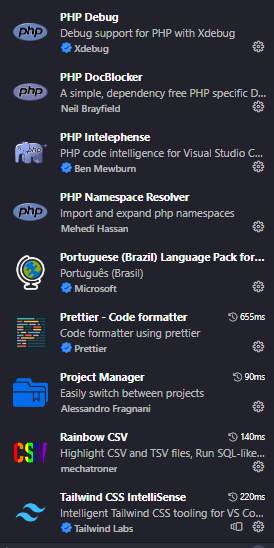 PHP Debug
Debug support for PHP with Xdebug
Xdebug
PHP DocBlocker
A simple, dependency free PHP specific D...
Neil Brayfield
PHP Intelephense
PHP code intelligence for Visual Studio C...
Ben Mewburn
PHP Namespace Resolver
Import and expand php namespaces
Mehedi Hassan
Portuguese (Brazil) Language Pack for...
Português (Brasil)
Microsoft
Prettier - Code formatter 655ms
Code formatter using prettier
Prettier
Project Manager 90ms
Easily switch between projects
Alessandro Fragnani
Rainbow CSV 140ms
Highlight CSV and TSV files, Run SQL-like...
mechatroner
Tailwind CSS IntelliSense 220ms
Intelligent Tailwind CSS tooling for VS Co...
Tailwind Labs
php
php
php
php
CSV